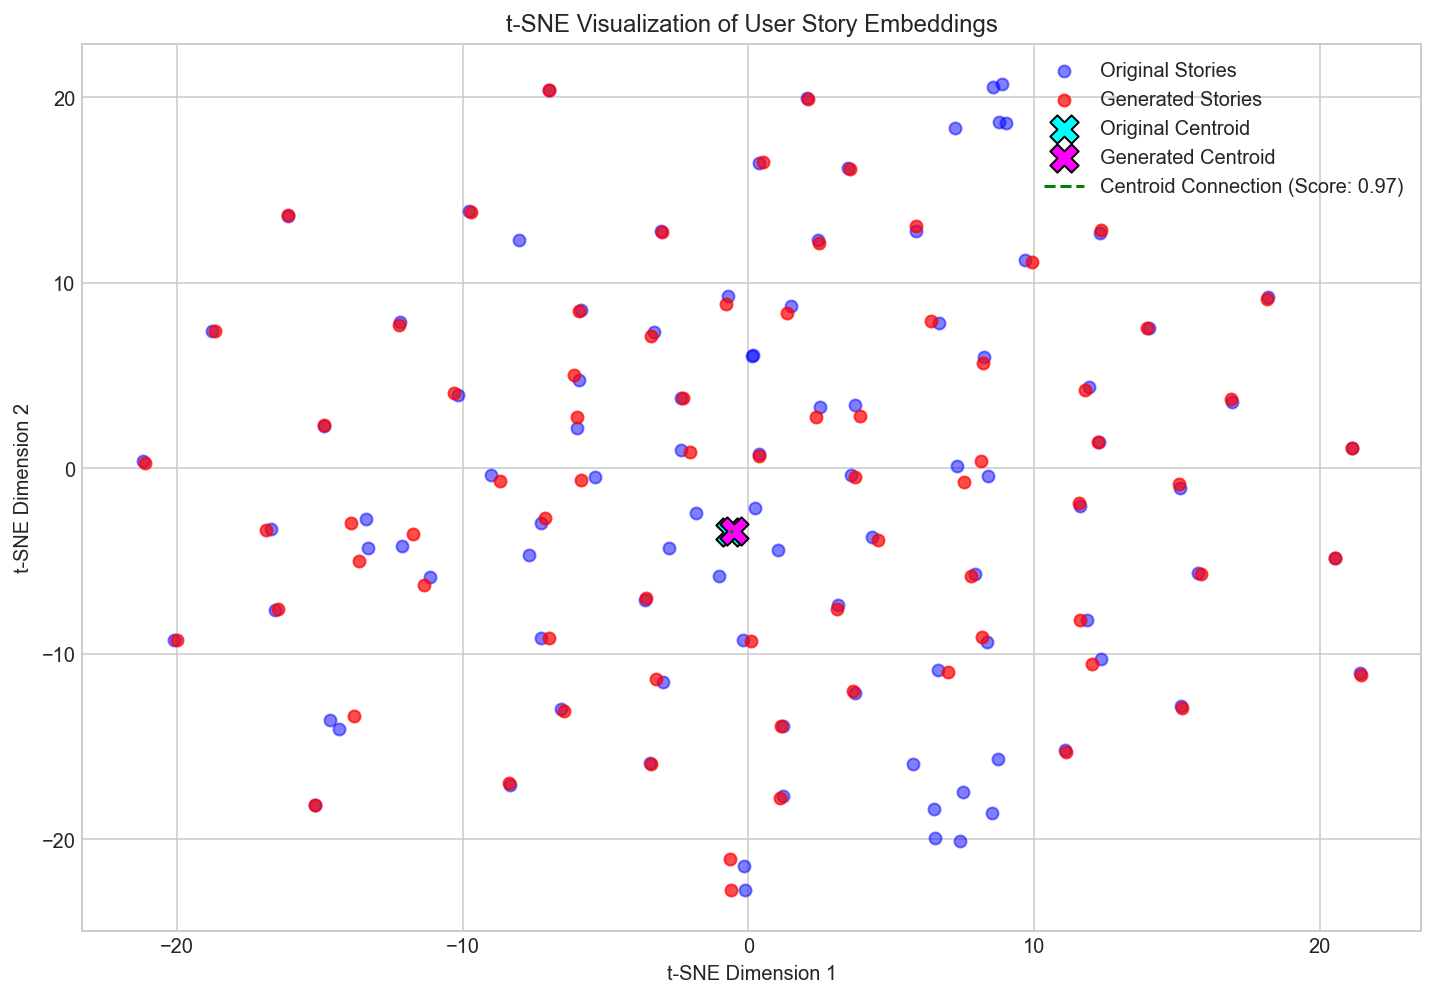 t-SNE Visualization of User Story Embeddings
Original Stories
Generated Stories
Original Centroid
Generated Centroid
Centroid Connection (Score: 0.97)
20
10
0
−10
−20
t-SNE Dimension 2
−20
−10
0
10
20
t-SNE Dimension 1